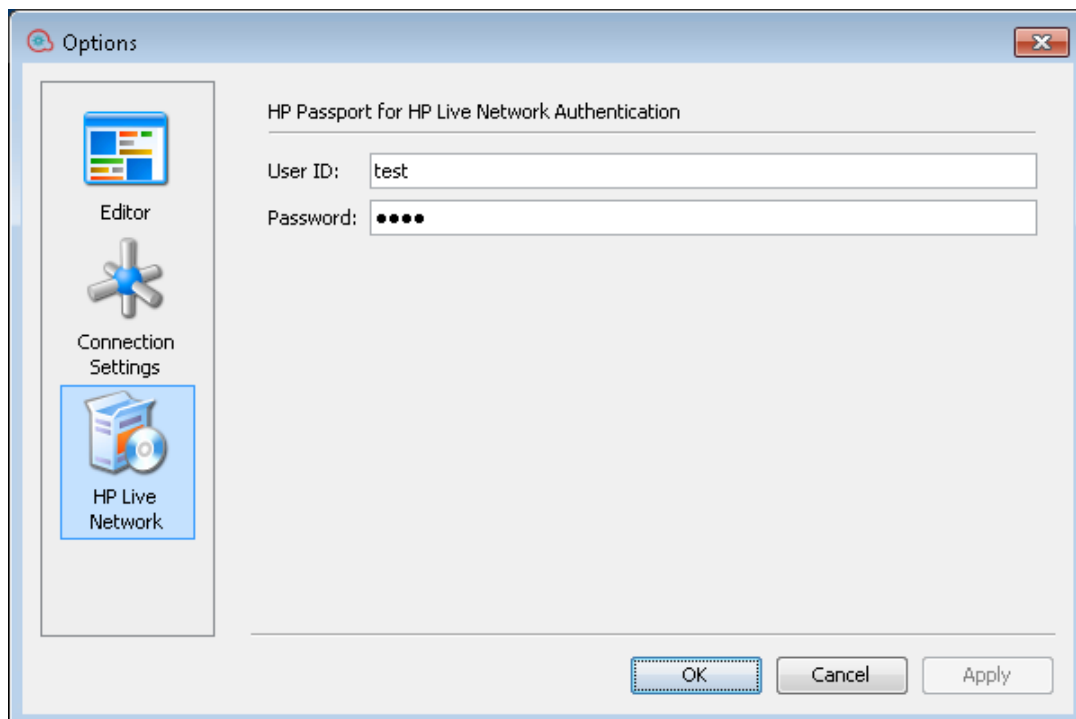 Options
Editor
Connection
Settings
HP Live
Network
HP Passport for HP Live Network Authentication
User ID: test
Password: ●●●●
OK Cancel Apply